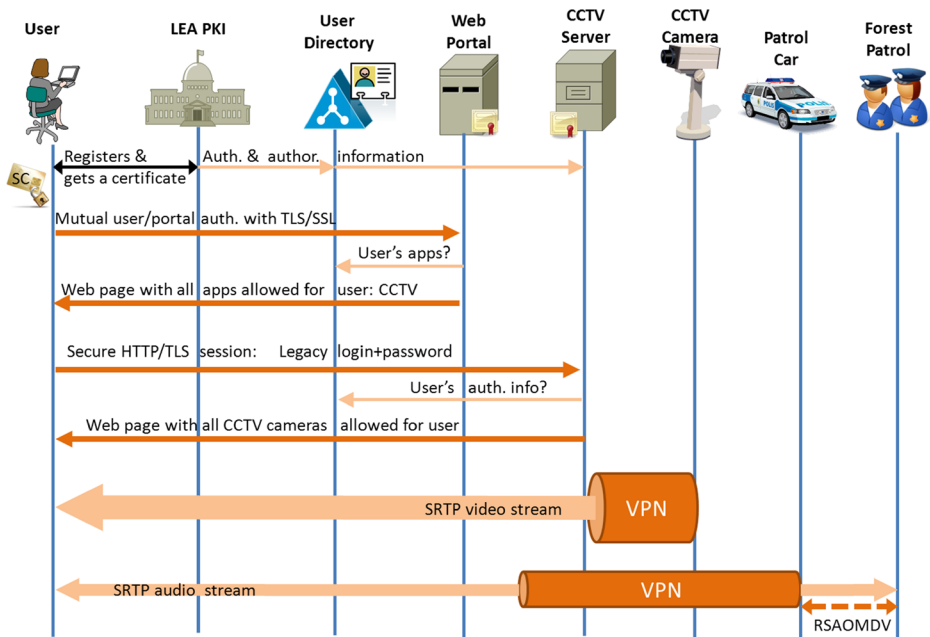 User
LEA PKI
User
Directory
Web
Portal
CCTV
Server
CCTV
Camera
Patrol
Car
Forest
Patrol
POLIS
SC
Registers &
gets a certificate
Auth. & author. information
Mutual user/portal auth. with TLS/SSL
User's apps?
Web page with all apps allowed for user: CCTV
Secure HTTP/TLS session: Legacy login+password
User's auth. info?
Web page with all CCTV cameras allowed for user
SRTP video stream
VPN
SRTP audio stream
VPN
RSAOMDV